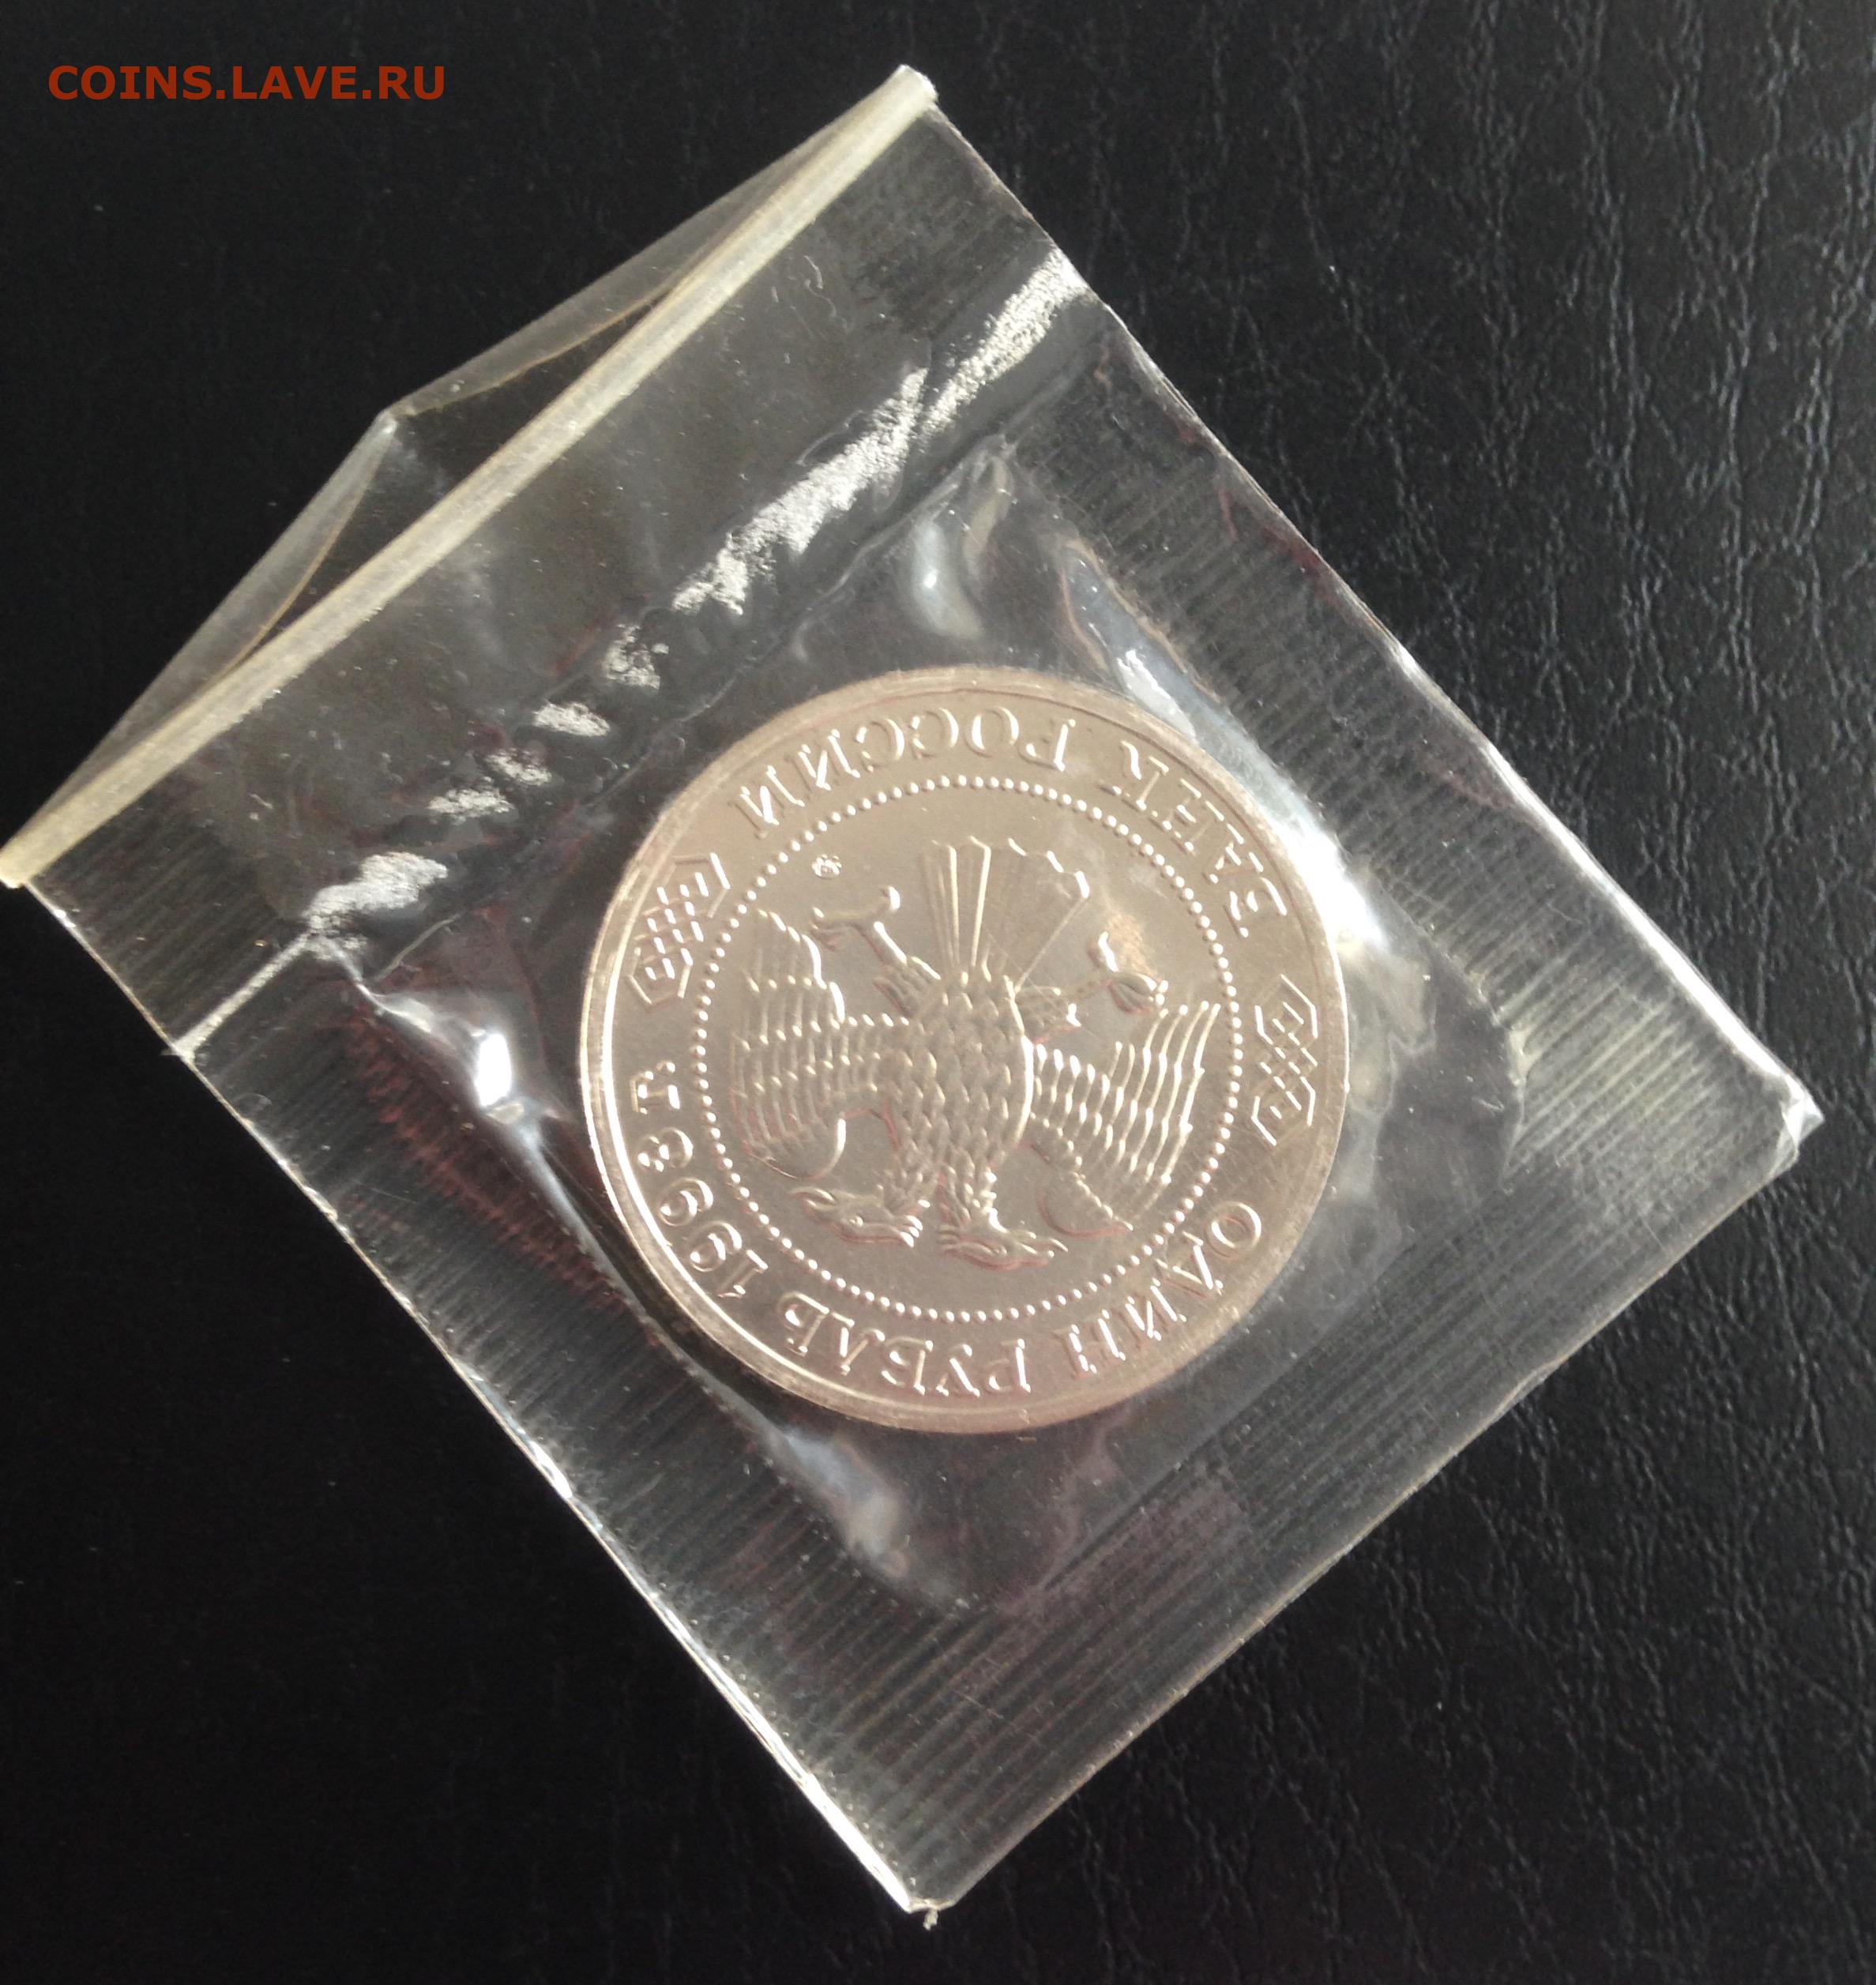 COINS.LAVE.RU
ОДИН РУБЛЬ 1993 г.
БАНК РОССИИ